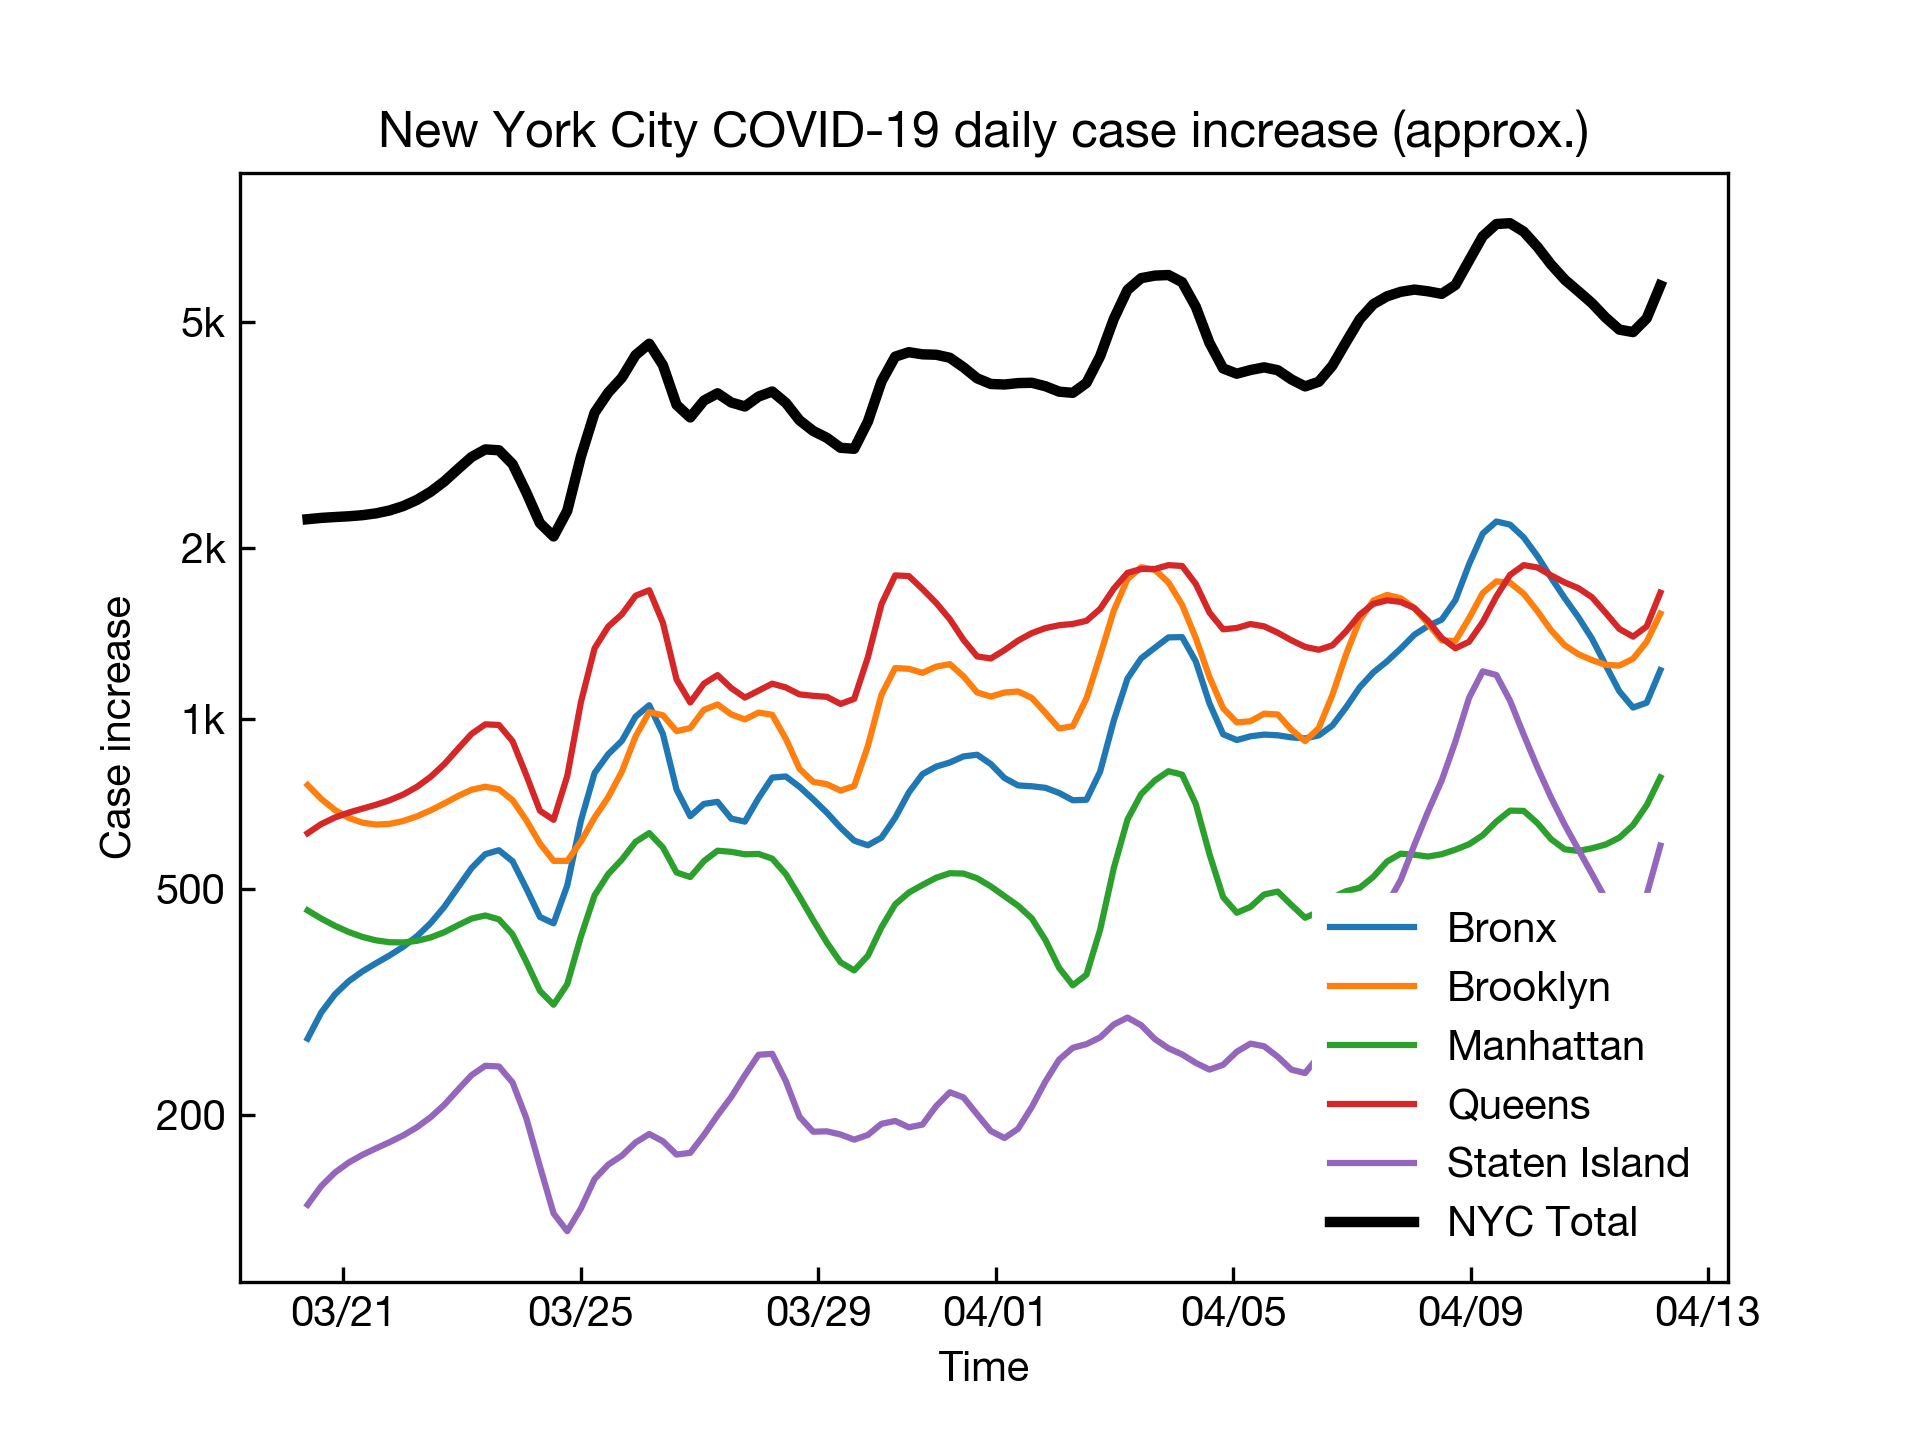 New York City COVID-19 daily case increase (approx.)
5k
2k
1k
500
200
Case increase
Bronx
Brooklyn
Manhattan
Queens
Staten Island
NYC Total
03/21 03/25 03/29 04/01 04/05 04/09 04/13
Time